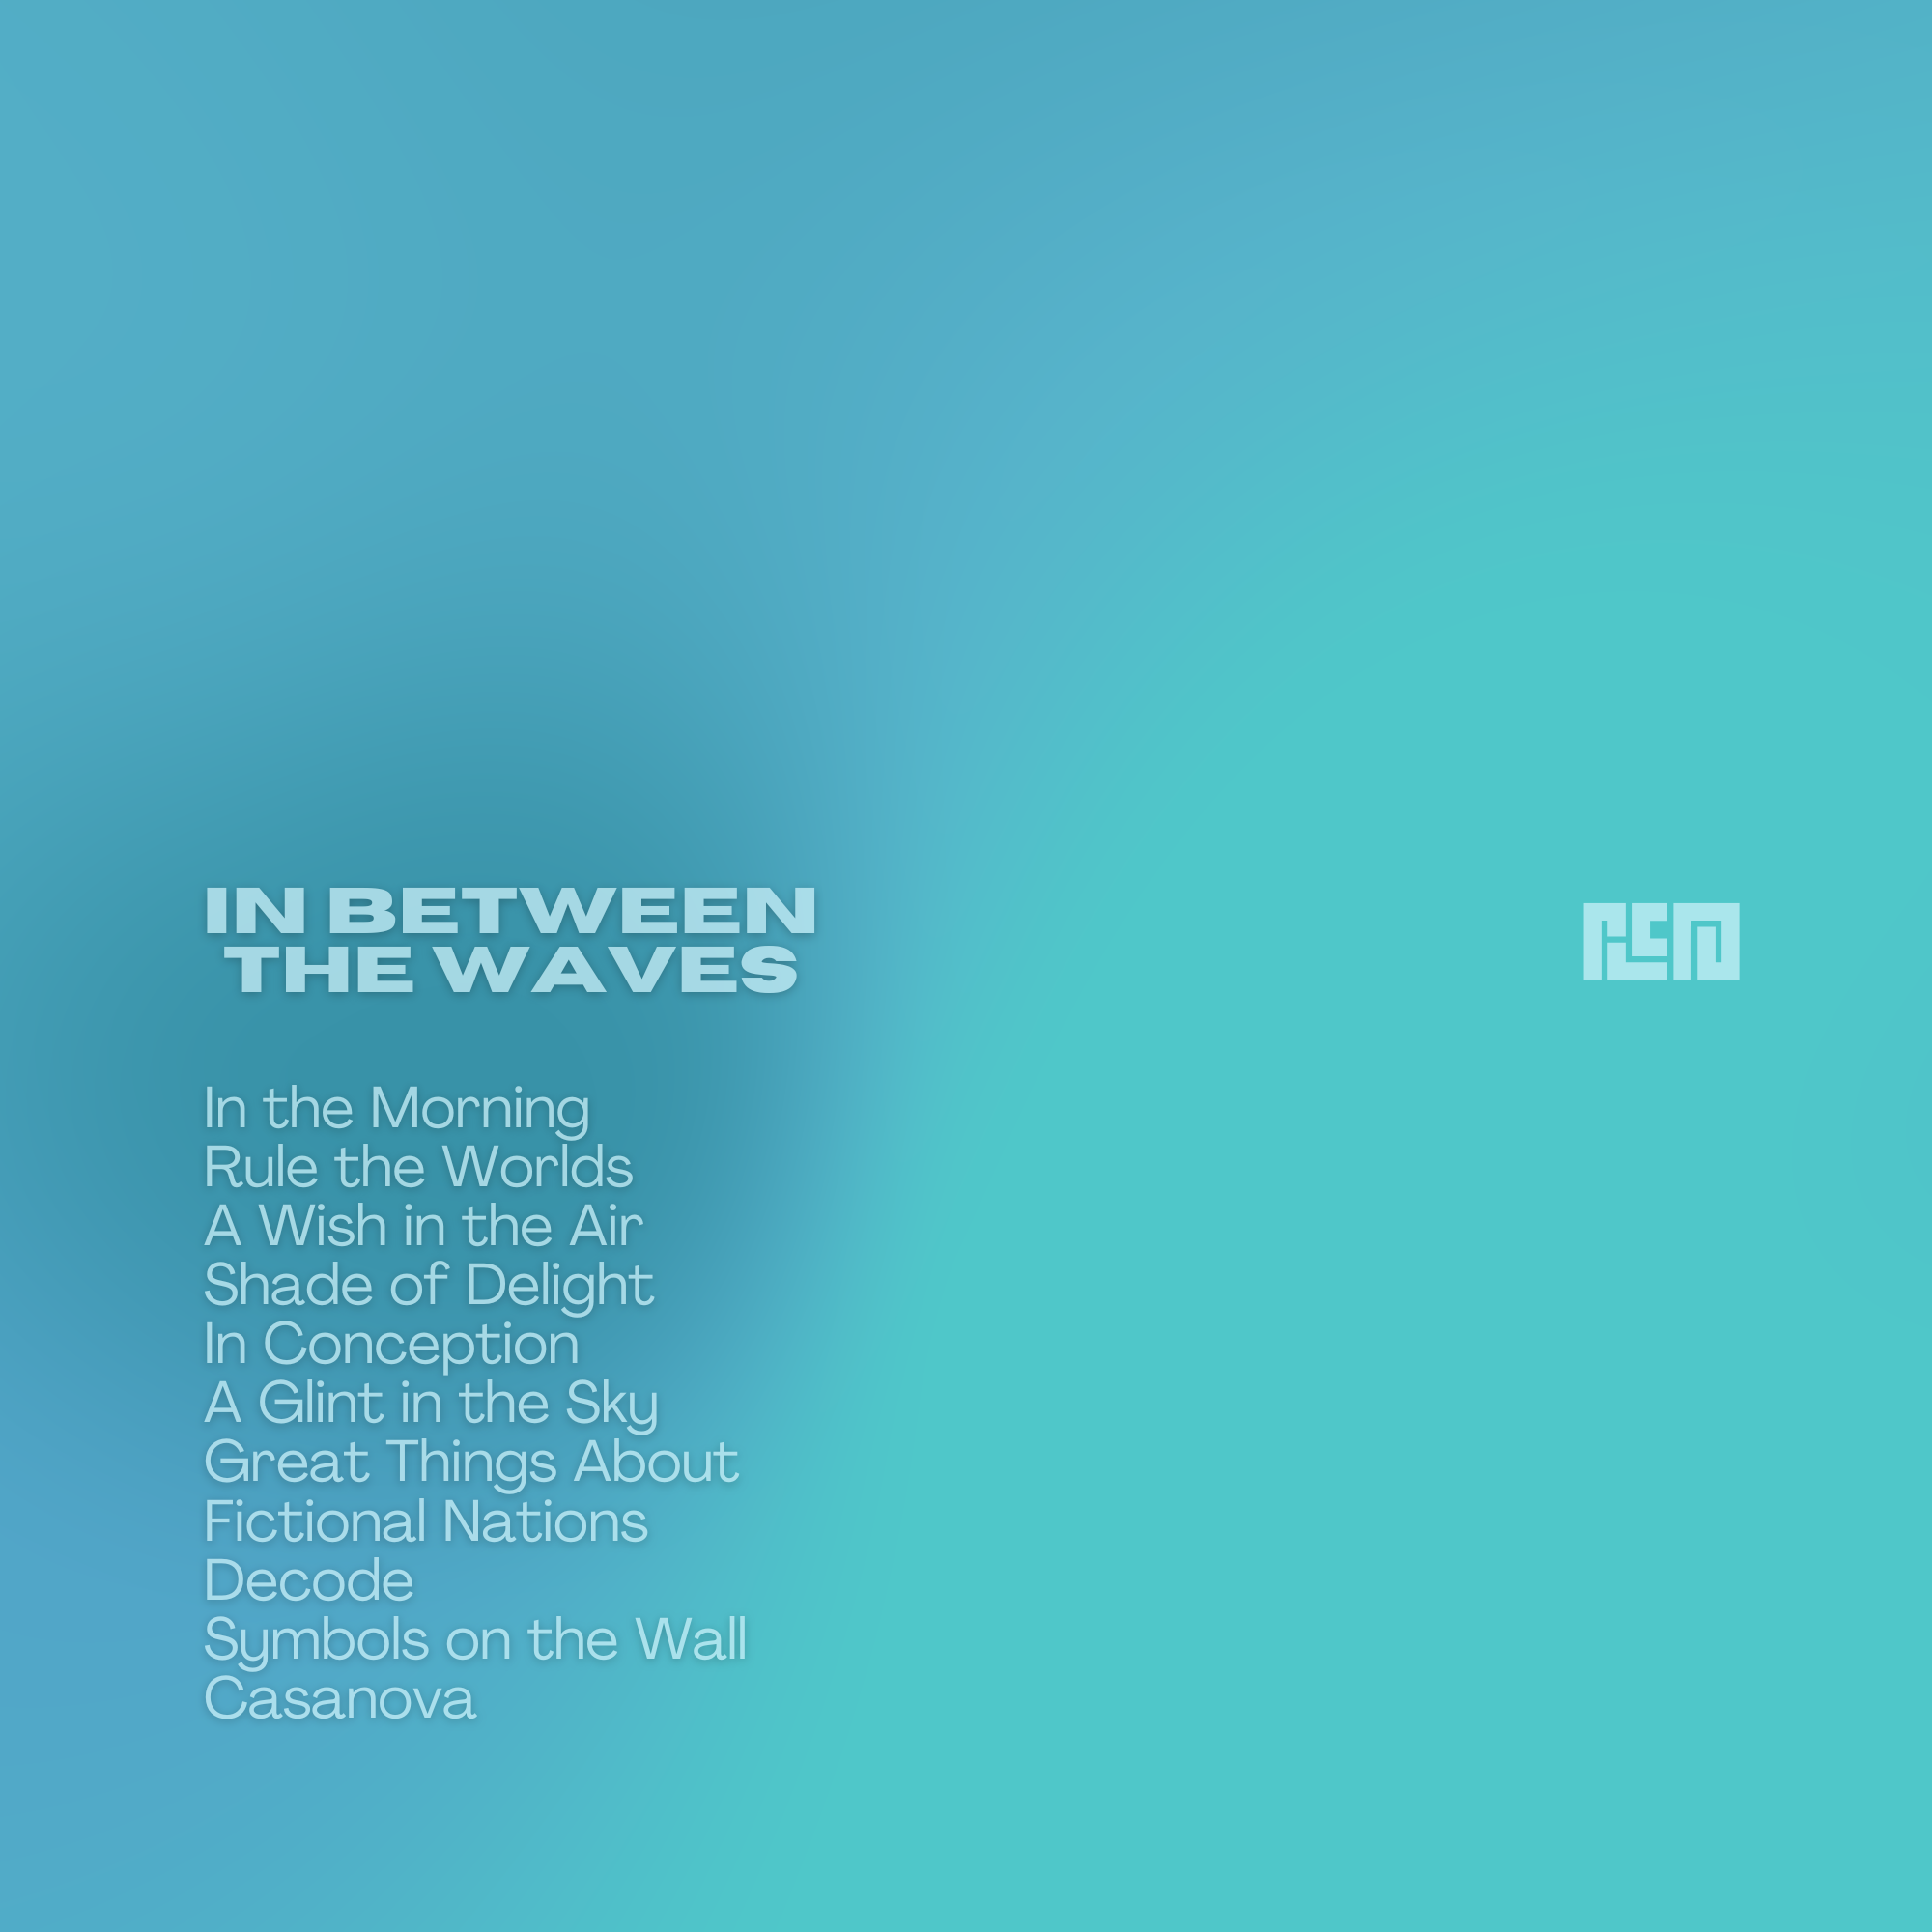 IN BETWEEN
THE WAVES
In the Morning
Rule the Worlds
A Wish in the Air
Shade of Delight
In Conception
A Glint in the Sky
Great Things About
Fictional Nations
Decode
Symbols on the Wall
Casanova